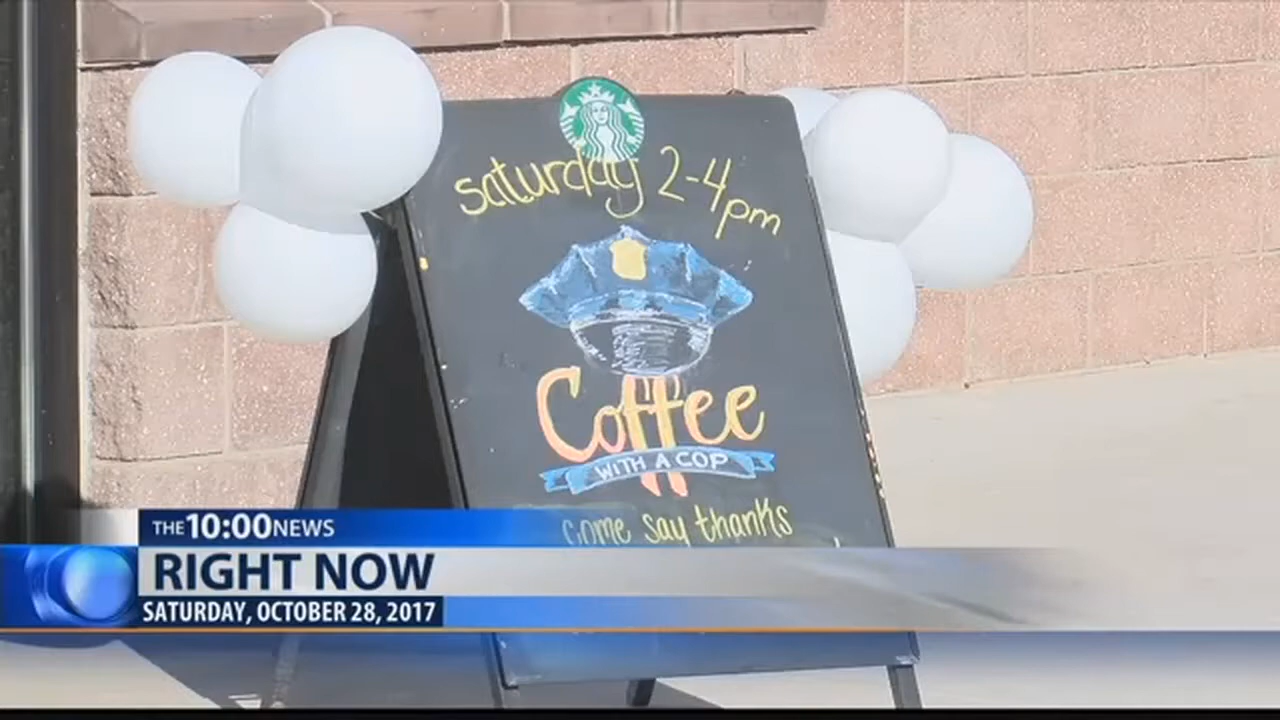 saturday 2-4pm
Coffee
WITH A COP
come say thanks
THE 10:00 NEWS
RIGHT NOW
SATURDAY, OCTOBER 28, 2017